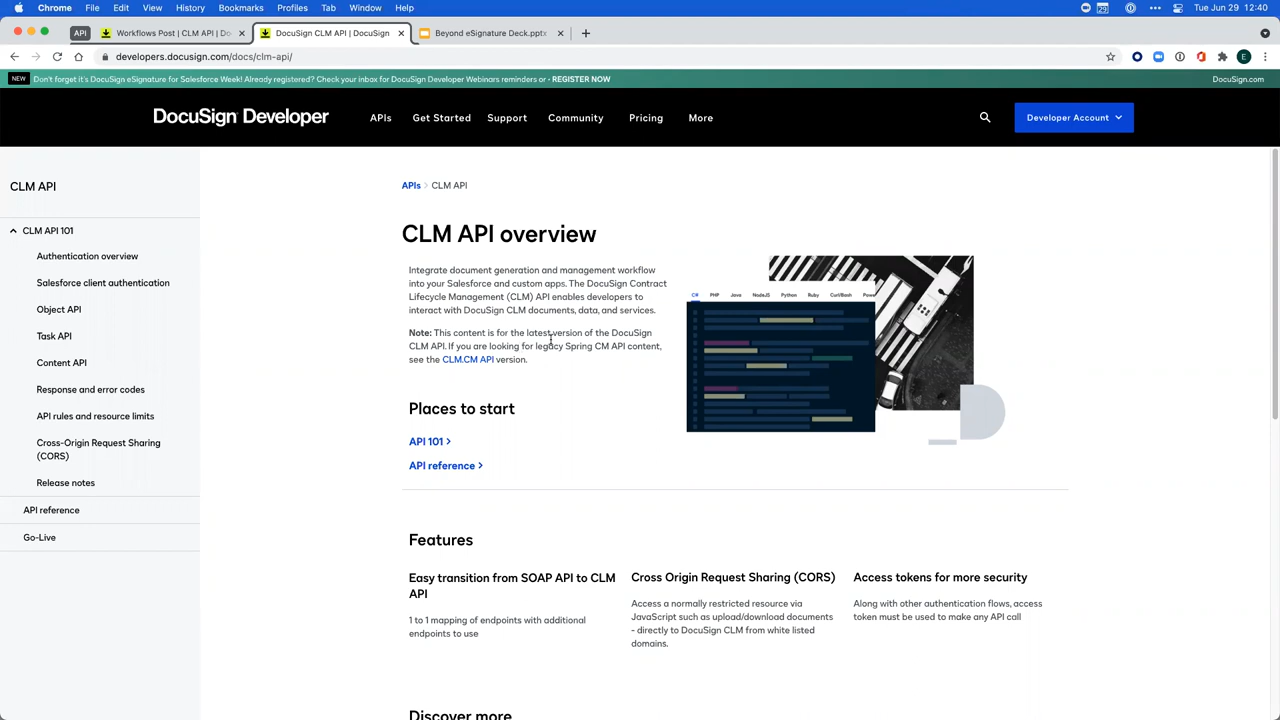 Chrome File Edit View History Bookmarks Profiles Tab Window Help Tue Jun 29 9:40
API Workflows Post | CLM API | Do DocuSign CLM API | DocuSign Beyond eSignature Deck.pptx
developers.docusign.com/docs/clm-api/
NEW Don't forget it's DocuSign eSignature for Salesforce Week! Already registered? Check your inbox for DocuSign Developer Webinars reminders or - REGISTER NOW DocuSign.com
DocuSign Developer APIs Get Started Support Community Pricing More Developer Account
CLM API
CLM API 101
Authentication overview
Salesforce client authentication
Object API
Task API
Content API
Response and error codes
API rules and resource limits
Cross-Origin Request Sharing
(CORS)
Release notes
API reference
Go-Live
APIs > CLM API
CLM API overview
Integrate document generation and management workflow
into your Salesforce and custom apps. The DocuSign Contract
Lifecycle Management (CLM) API enables developers to
interact with DocuSign CLM documents, data, and services.
Note: This content is for the latest version of the DocuSign
CLM API. If you are looking for legacy Spring CM API content,
see the CLM.CM API version.
C# PHP Java NodeJS Python Ruby Curl/Bash Pow
Places to start
API 101 >
API reference >
Features
Easy transition from SOAP API to CLM
API
1 to 1 mapping of endpoints with additional
endpoints to use
Cross Origin Request Sharing (CORS)
Access a normally restricted resource via
JavaScript such as upload/download documents
- directly to DocuSign CLM from white listed
domains.
Access tokens for more security
Along with other authentication flows, access
token must be used to make any API call
Discover more